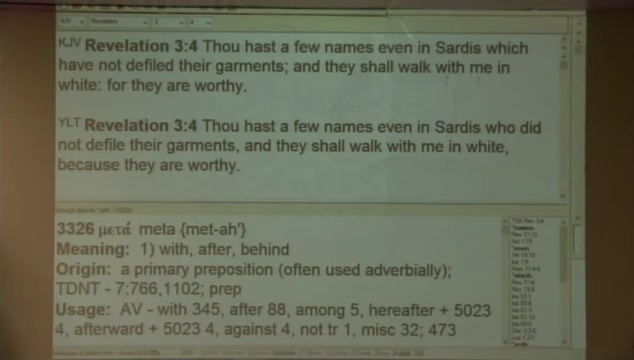 KJV Revelation 3:4 Thou hast a few names even in Sardis which
have not defiled their garments; and they shall walk with me in
white: for they are worthy.
YLT Revelation 3:4 Thou hast a few names even in Sardis who did
not defile their garments, and they shall walk with me in white,
because they are worthy.
3326 μετά meta {met-ah'}
Meaning: 1) with, after, behind
Origin: a primary preposition (often used adverbially);
TDNT - 7:766,1102; prep
Usage: AV - with 345, after 88, among 5, hereafter + 5023
4, afterward + 5023 4, against 4, not tr 1, misc 32; 473